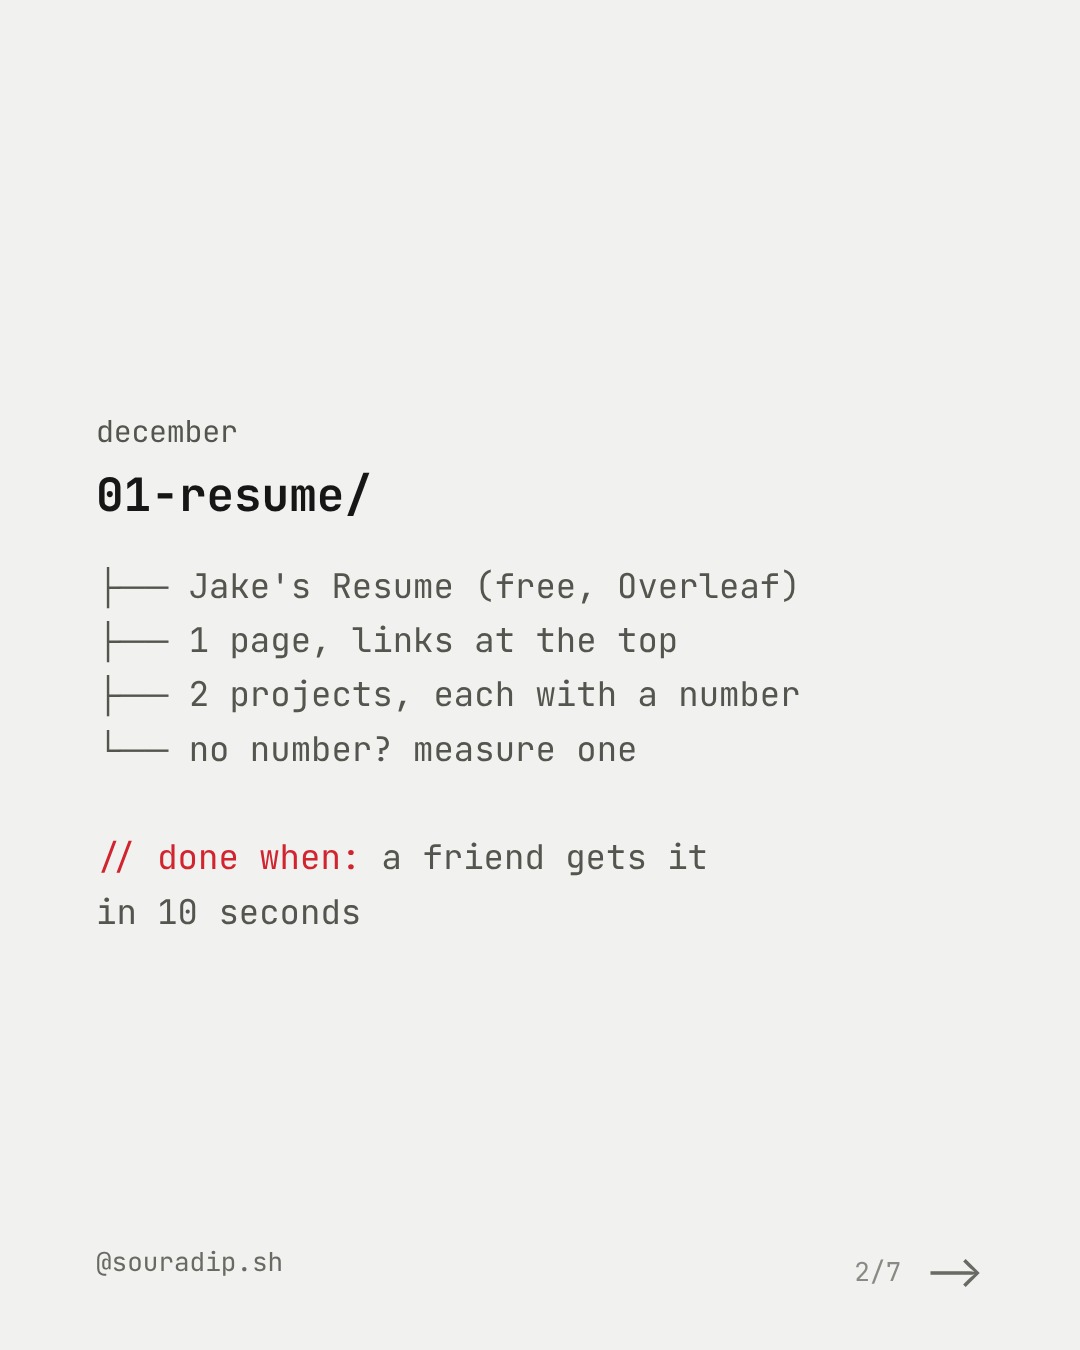 december
01-resume/
├── Jake's Resume (free, Overleaf)
├── 1 page, links at the top
├── 2 projects, each with a number
└── no number? measure one
// done when: a friend gets it
in 10 seconds
@souradip.sh
2/7 →